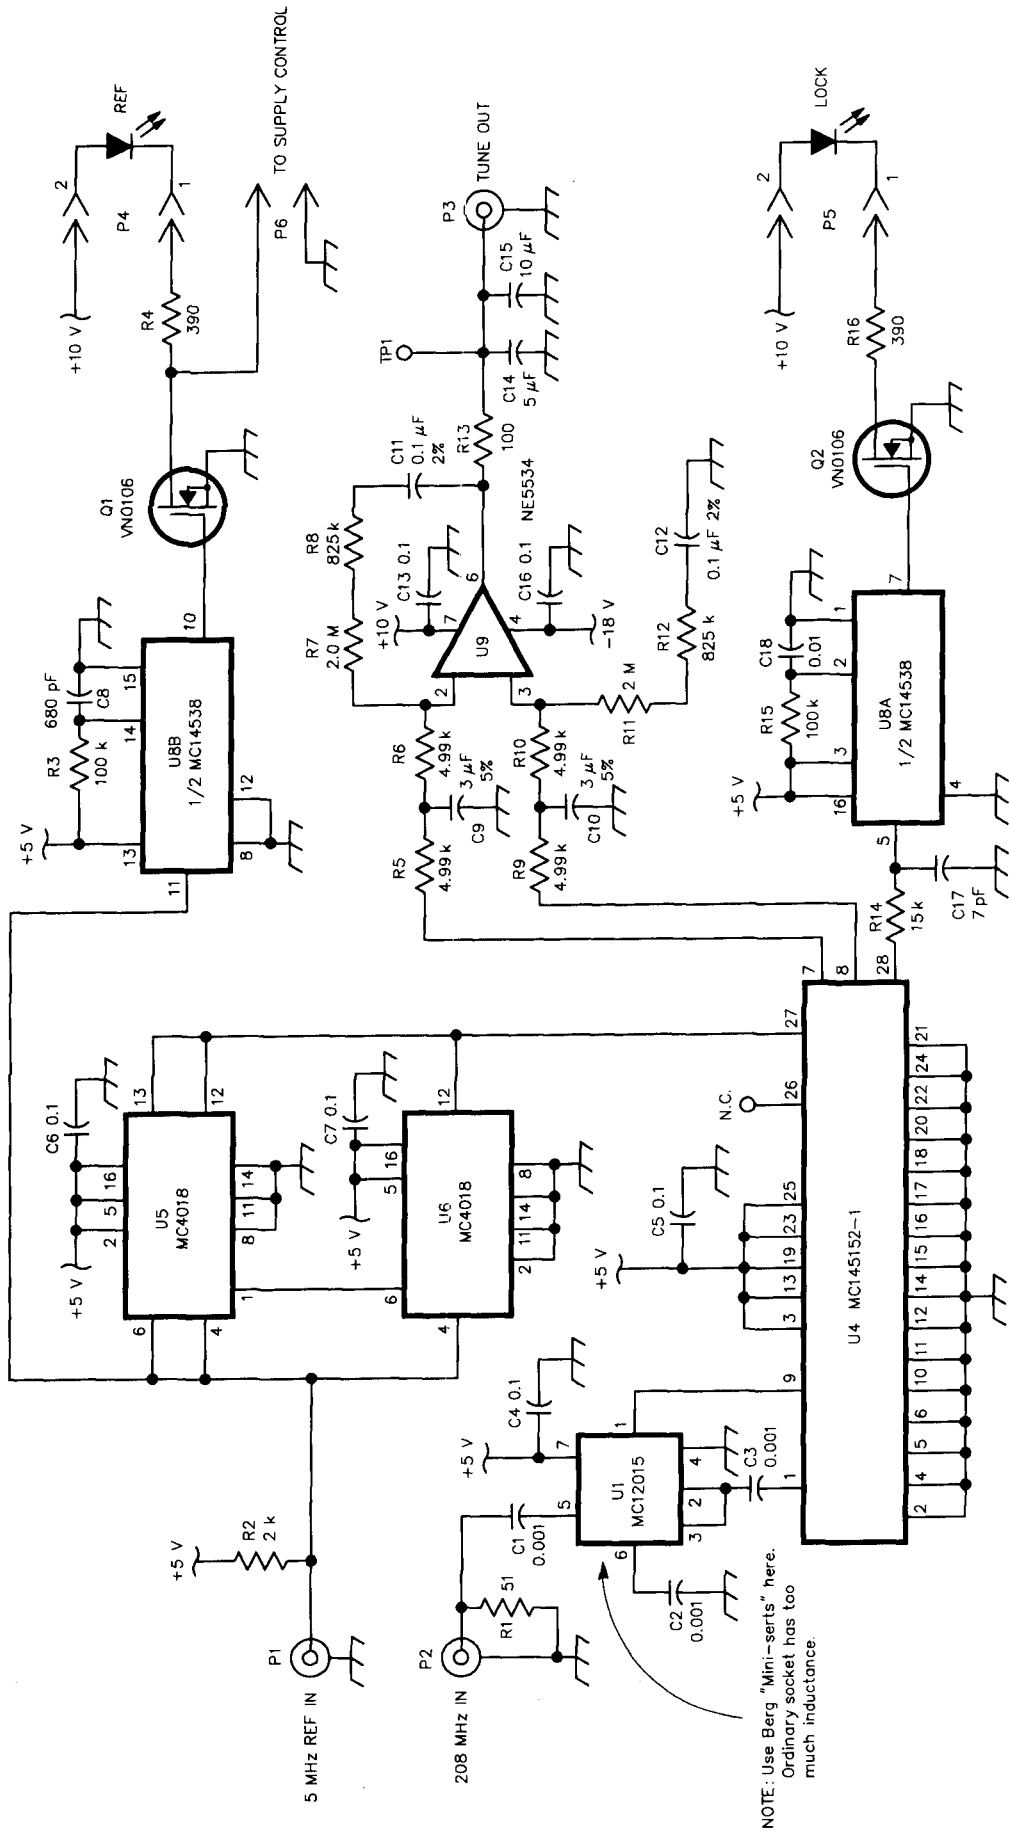 +10 V
2
REF
P4
1
R4
390
TO SUPPLY CONTROL
P6
Q1
VN0106
680 pF
C8
R3
100 k
+5 V
13
14
15
10
U8B
1/2 MC14538
11
8
12
C6 0.1
+5 V
2
5
16
13
12
U5
MC4018
6
4
1
8
11
14
C7 0.1
+5 V
5
16
12
U6
MC4018
6
4
2
11
14
8
+5 V
R2
2 k
P1
5 MHz REF IN
P2
208 MHz IN
R1 51
C1
0.001
+5 V
C4 0.1
5
7
1
U1
MC12015
6
3
2
4
C2
0.001
C3
0.001
NOTE: Use Berg "Mini-serts" here.
Ordinary socket has too
much inductance.
+5 V
C5 0.1
N.C.
1
9
3
13
19
23
25
26
27
U4 MC145152-1
7
8
28
2
4
5
6
10
11
12
14
15
16
17
18
20
22
24
21
R5
4.99k
C9
3 µF
5%
R6
4.99k
R9
4.99k
C10
3 µF
5%
R10
4.99k
R7
2.0 M
R8
825k
C11
0.1 µF
2%
+10 V
C13 0.1
2
7
6
3
4
U9
NE5534
C16 0.1
-18 V
R11
2 M
R12
825 k
C12
0.1 µF 2%
R13
100
TP1
C14
5 µF
C15
10 µF
P3
TUNE OUT
R14
15k
C17
7 pF
+5 V
R15
100k
C18
0.01
16
3
2
1
U8A
1/2 MC14538
5
4
7
Q2
VN0106
R16
390
+10 V
2
P5
1
LOCK